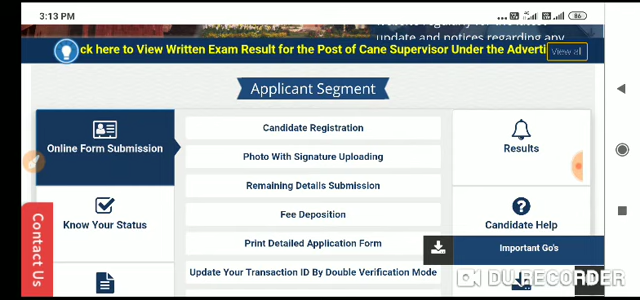 3:13 PM
86
update and notices regarding any
ck here to View Written Exam Result for the Post of Cane Supervisor Under the Adverti
View all
Applicant Segment
Online Form Submission
Know Your Status
Candidate Registration
Photo With Signature Uploading
Remaining Details Submission
Fee Deposition
Print Detailed Application Form
Update Your Transaction ID By Double Verification Mode
Results
Candidate Help
Important Go's
Contact Us
DU RECORDER